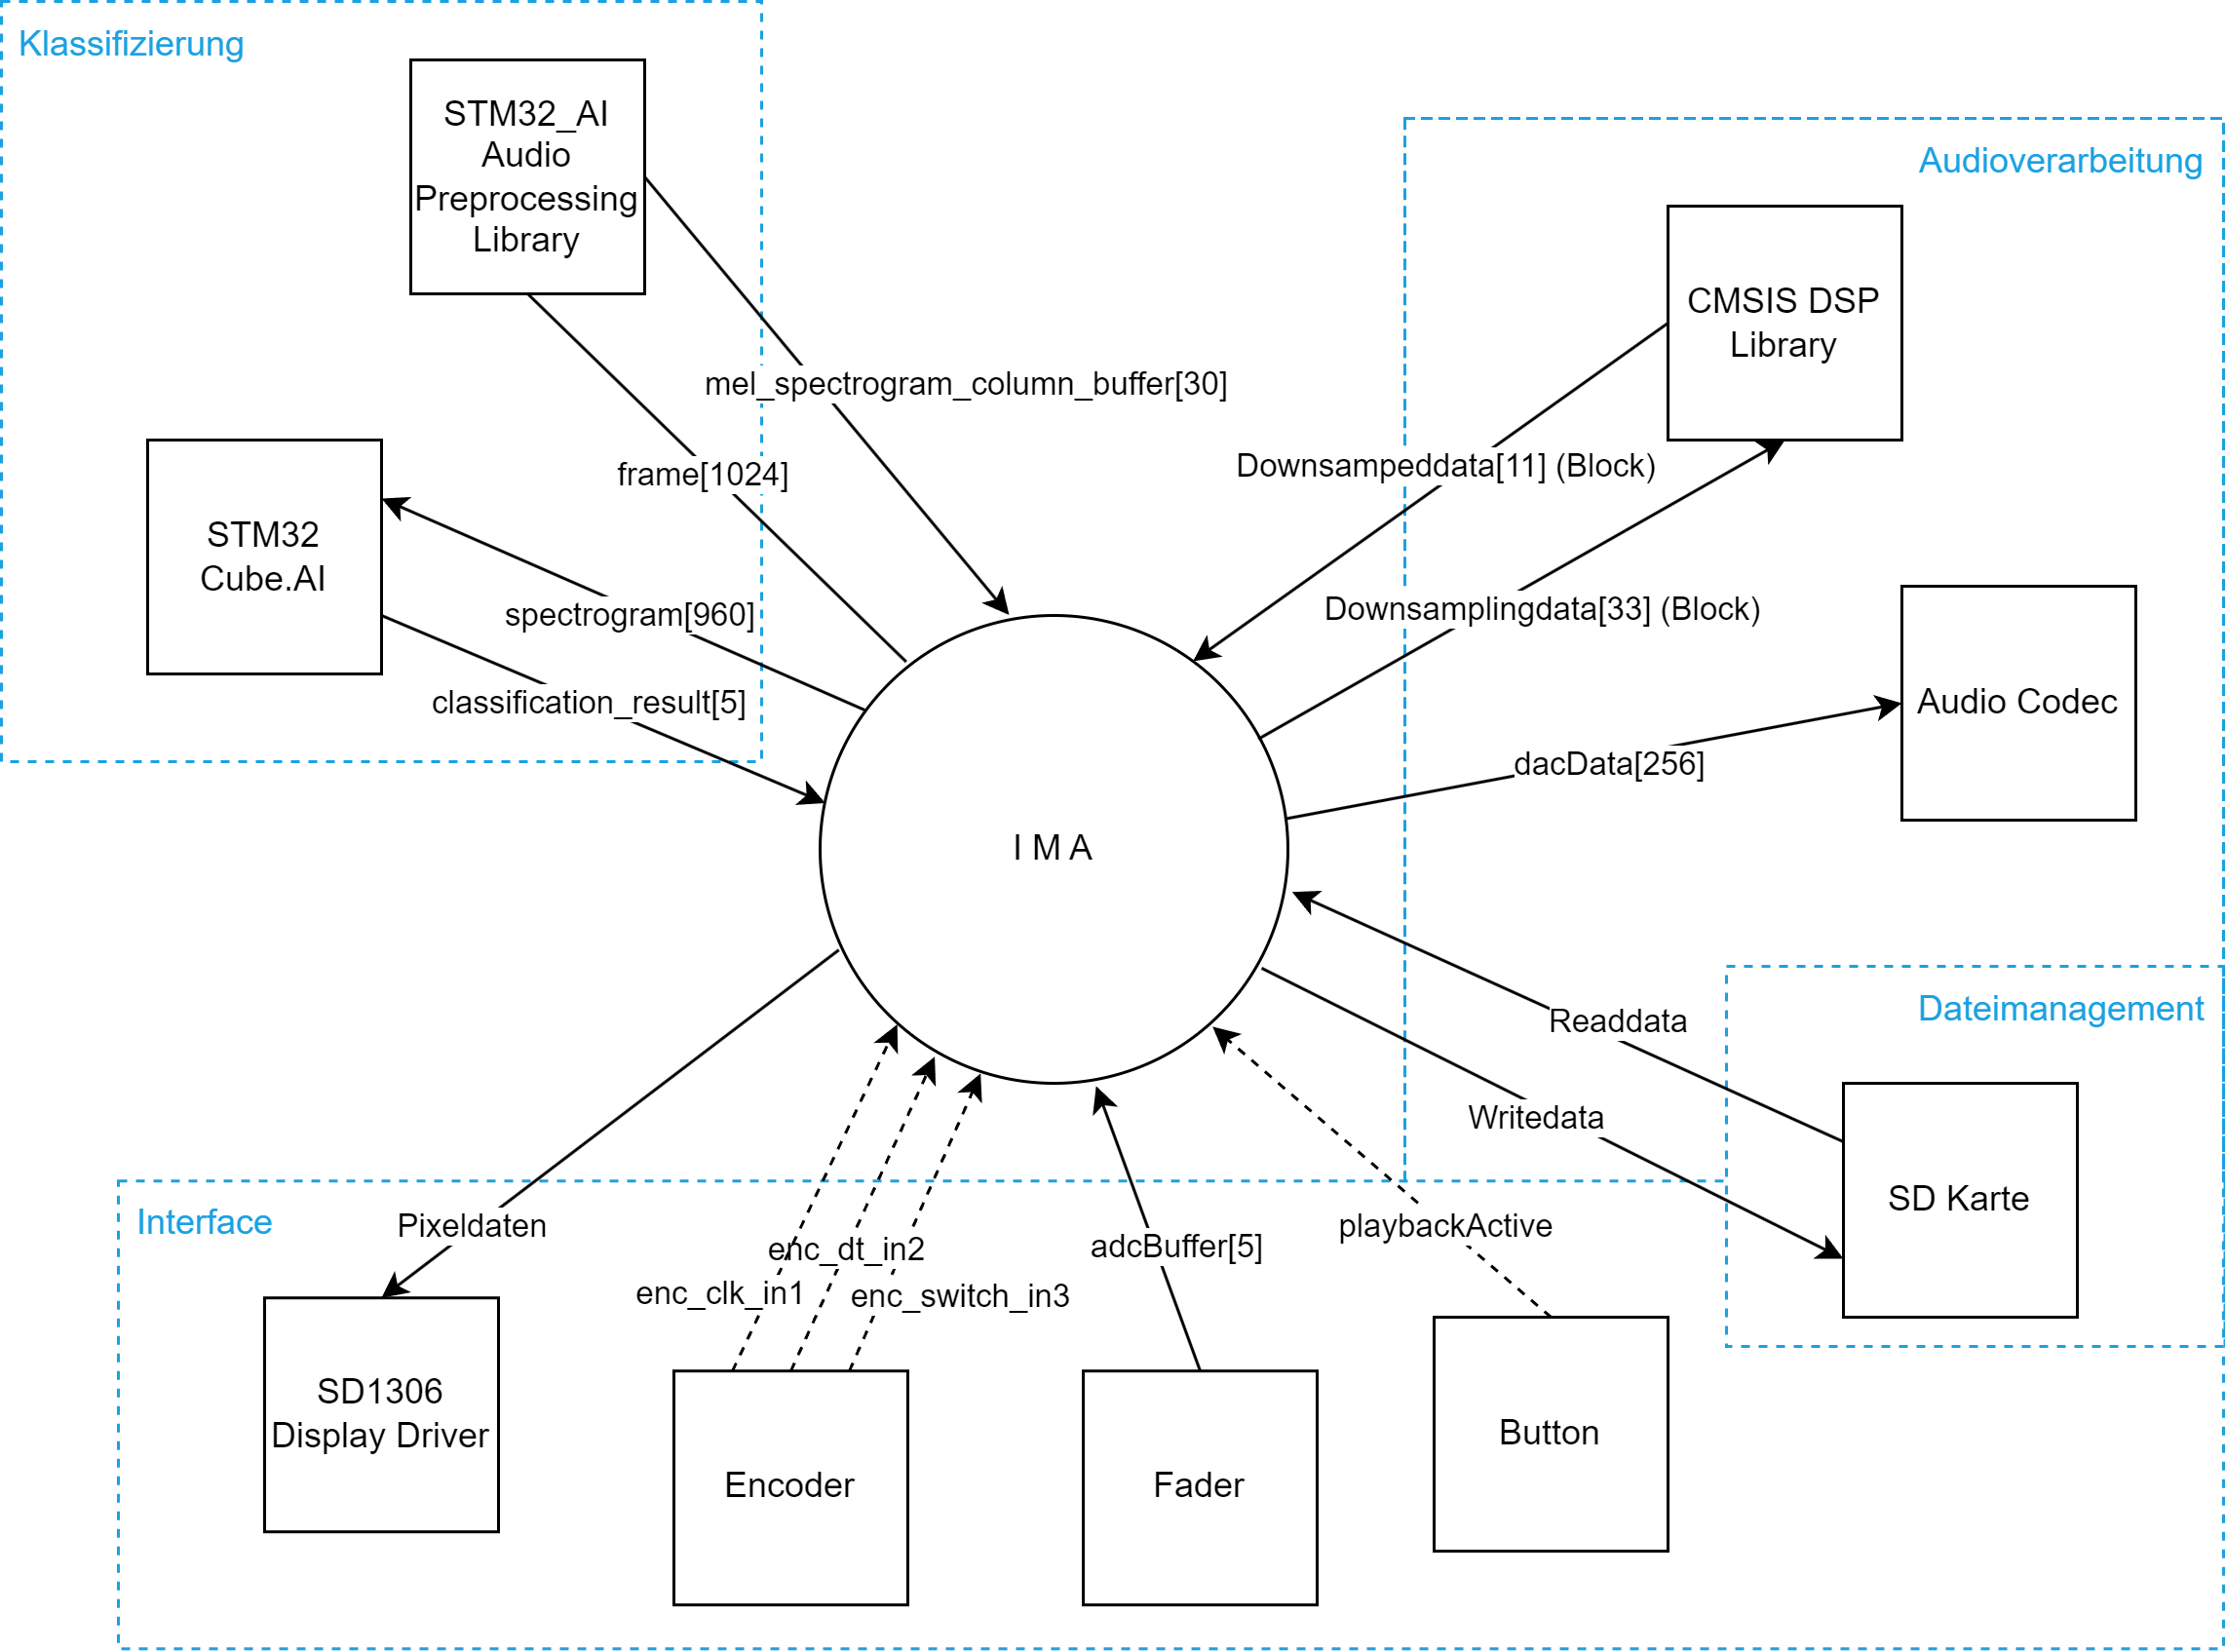 Klassifizierung
STM32_AI
Audio
Preprocessing
Library
Audioverarbeitung
CMSIS DSP
Library
mel_spectrogram_column_buffer[30]
frame[1024]
Downsampeddata[11] (Block)
STM32
Cube.AI
spectrogram[960]
Downsamplingdata[33] (Block)
classification_result[5]
Audio Codec
dacData[256]
I M A
Dateimanagement
Readdata
Writedata
SD Karte
Interface
Pixeldaten
enc_dt_in2
enc_clk_in1
enc_switch_in3
adcBuffer[5]
playbackActive
SD1306
Display Driver
Encoder
Fader
Button